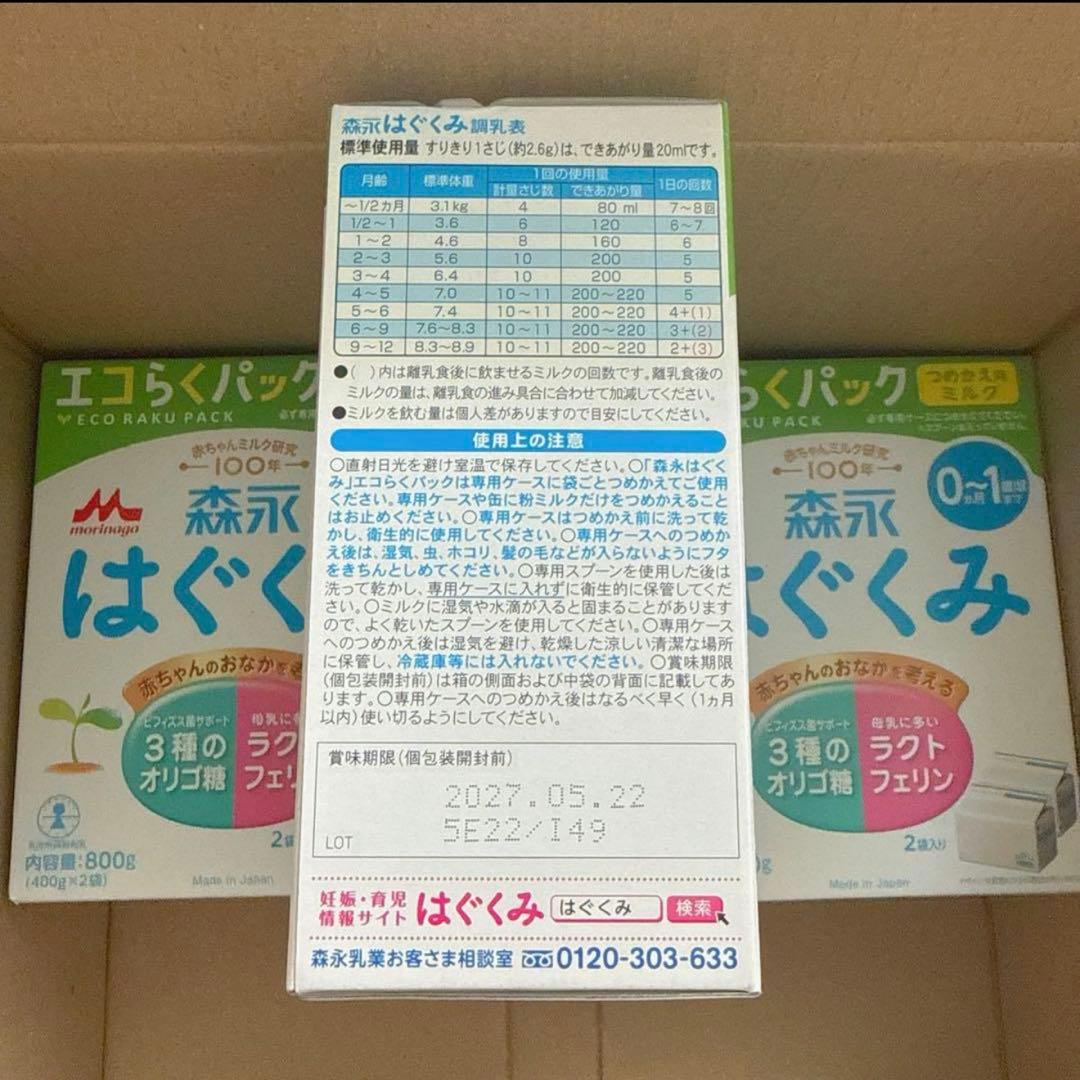 森永はぐくみ 調乳表
標準使用量 すりきり1さじ(約2.6g)は、できあがり量20mlです。
月齢 標準体重 1回の使用量 1日の回数
計量さじ数 できあがり量
～1/2カ月 3.1kg 4 80 ml 7～8回
1/2～1 3.6 6 120 6～7
1～2 4.6 8 160 6
2～3 5.6 10 200 5
3～4 6.4 10 200 5
4～5 7.0 10～11 200～220 5
5～6 7.4 10～11 200～220 4+(1)
6～9 7.6～8.3 10～11 200～220 3+(2)
9～12 8.3～8.9 10～11 200～220 2+(3)
●( )内は離乳食後に飲ませるミルクの回数です。離乳食後の
ミルクの量は、離乳食の進み具合に合わせて加減してください。
●ミルクを飲む量は個人差がありますので目安にしてください。
使用上の注意
○直射日光を避け室温で保存してください。○「森永はぐく
み」エコらくパックは専用ケースに袋ごとつめかえてご使用
ください。専用ケースや缶に粉ミルクだけをつめかえること
はお止めください。○専用ケースはつめかえ前に洗って乾
かし、衛生的に使用してください。○専用ケースへのつめか
え後は、湿気、虫、ホコリ、髪の毛などが入らないようにフタ
をきちんとしめてください。○専用スプーンを使用した後は
洗って乾かし、専用ケースに入れずに衛生的に保管してくだ
さい。○ミルクに湿気や水滴が入ると固まることがあります
ので、よく乾いたスプーンを使用してください。○専用ケー
スへのつめかえ後は湿気を避け、乾燥した涼しい清潔な場所
に保管し、冷蔵庫等には入れないでください。○賞味期限
(個包装開封前)は箱の側面および中袋の背面に記載してあ
ります。○専用ケースへのつめかえ後はなるべく早く(1ヵ月
以内)使い切るようにしてください。
賞味期限(個包装開封前)
2027.05.22
LOT 5E22/I49
妊娠・育児
情報サイト はぐくみ はぐくみ 検索
森永乳業お客さま相談室 0120-303-633
エコらくパック
ECO RAKU PACK
赤ちゃんミルク研究
100年
morinaga
森永
はぐく
赤ちゃんのおなかを考え
ビフィズス菌サポート
3種の
オリゴ糖
母乳に
ラク
フェリ
内容量:800g
(400g×2袋)
2袋
Made in Japan
らくパック
つめかえ用
ミルク
赤ちゃんミルク研究
100年
0ヵ月～1歳頃まで
森永
はぐくみ
赤ちゃんのおなかを考える
ビフィズス菌サポート
3種の
オリゴ糖
母乳に多い
ラクト
フェリン
2袋入り
Made in Japan